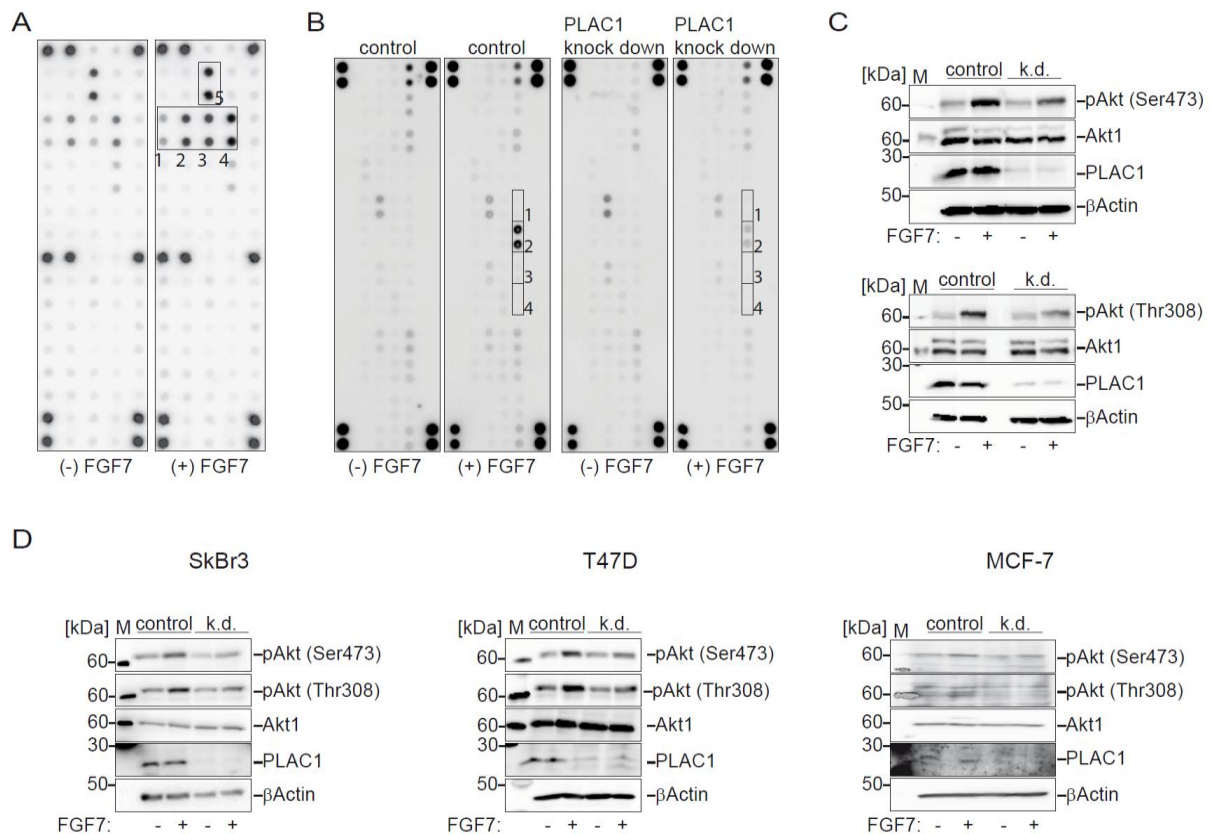 A
5
1 2 3 4
(-) FGF7 (+) FGF7
B
PLAC1 PLAC1
control control knock down knock down
1 1
2 2
3 3
4 4
(-) FGF7 (+) FGF7 (-) FGF7 (+) FGF7
C
[kDa] M control k.d.
60 pAkt (Ser473)
60 Akt1
30
PLAC1
50
βActin
FGF7: - + - +
[kDa] M control k.d.
60 pAkt (Thr308)
60 Akt1
30
PLAC1
50
βActin
FGF7: - + - +
D
SkBr3
[kDa] M control k.d.
60 pAkt (Ser473)
60 pAkt (Thr308)
60 Akt1
30
PLAC1
50
βActin
FGF7: - + - +
T47D
[kDa] M control k.d.
60 pAkt (Ser473)
60 pAkt (Thr308)
60 Akt1
30
PLAC1
50
βActin
FGF7: - + - +
MCF-7
[kDa] M control k.d.
60 pAkt (Ser473)
60 pAkt (Thr308)
60 Akt1
30
PLAC1
50
βActin
FGF7: - + - +